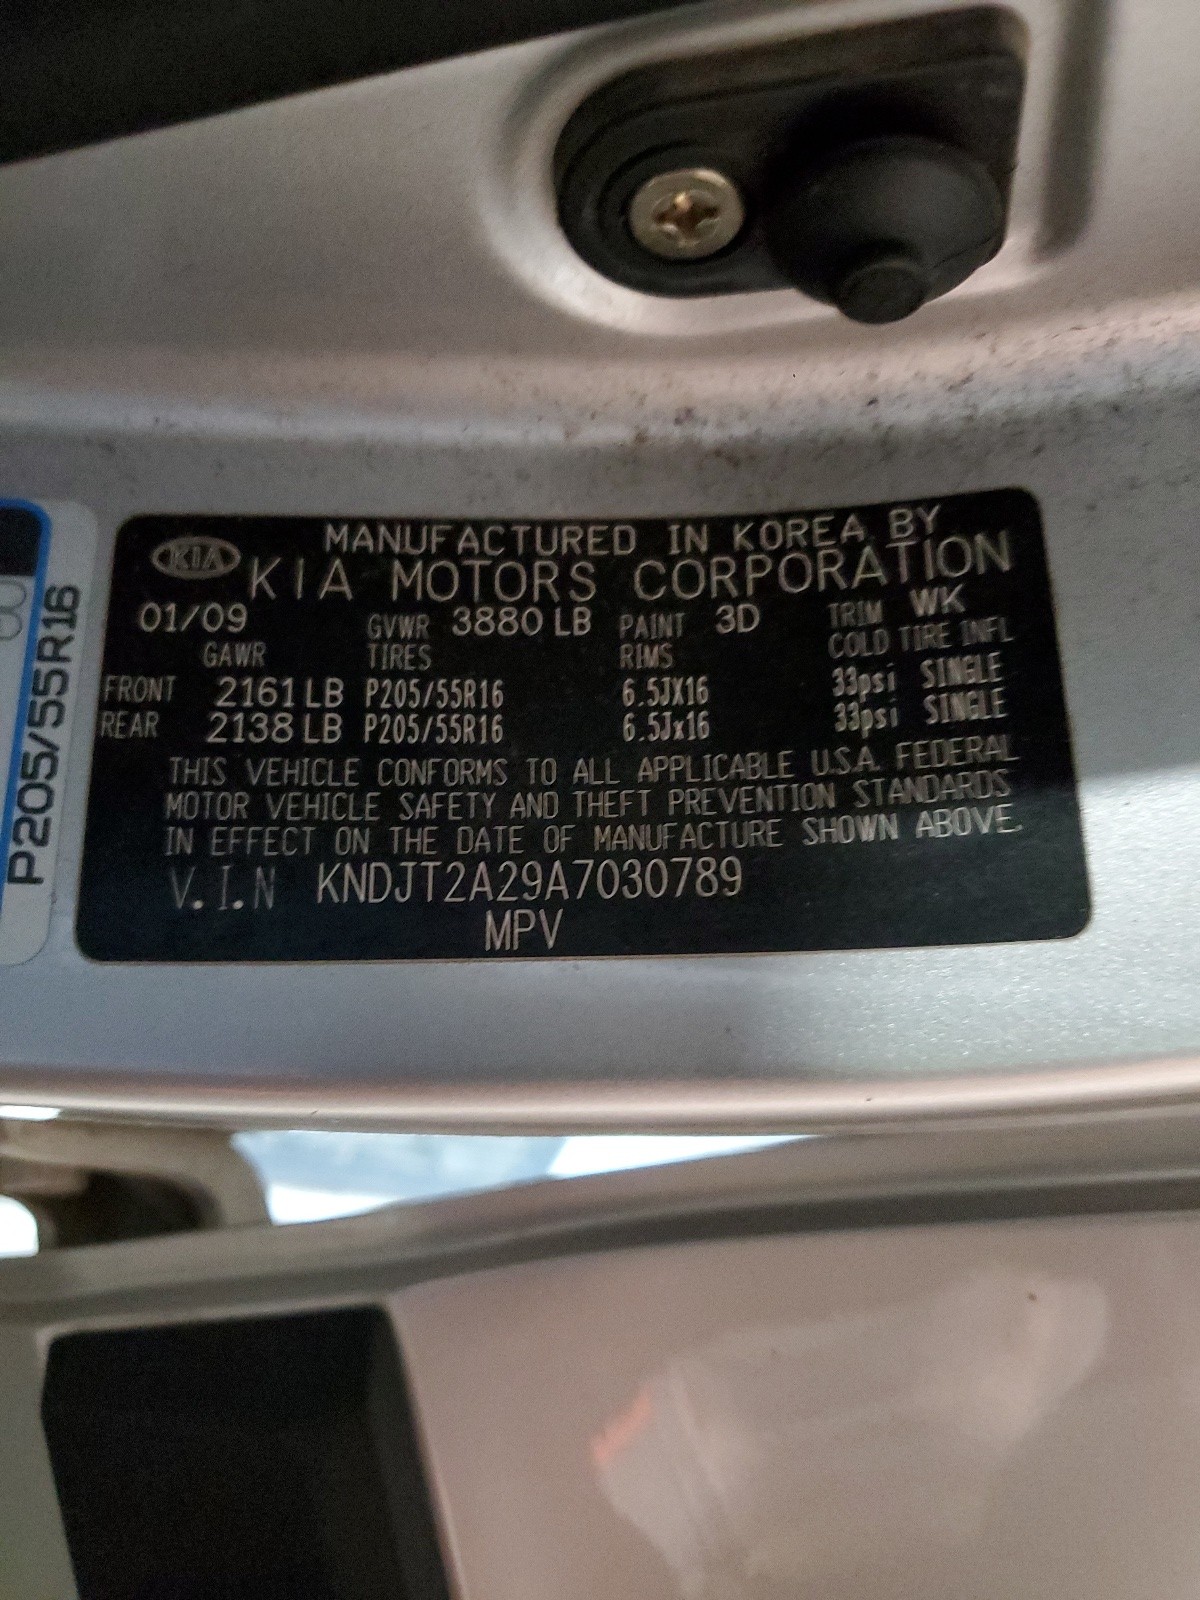 MANUFACTURED IN KOREA BY
KIA KIA MOTORS CORPORATION
01/09 GVWR 3880 LB PAINT 3D TRIM WK
GAWR TIRES RIMS COLD TIRE INFL
FRONT 2161 LB P205/55R16 6.5JX16 33psi SINGLE
REAR 2138 LB P205/55R16 6.5Jx16 33psi SINGLE
THIS VEHICLE CONFORMS TO ALL APPLICABLE U.S.A. FEDERAL
MOTOR VEHICLE SAFETY AND THEFT PREVENTION STANDARDS
IN EFFECT ON THE DATE OF MANUFACTURE SHOWN ABOVE.
V.I.N KNDJT2A29A7030789
MPV
P205/55R16